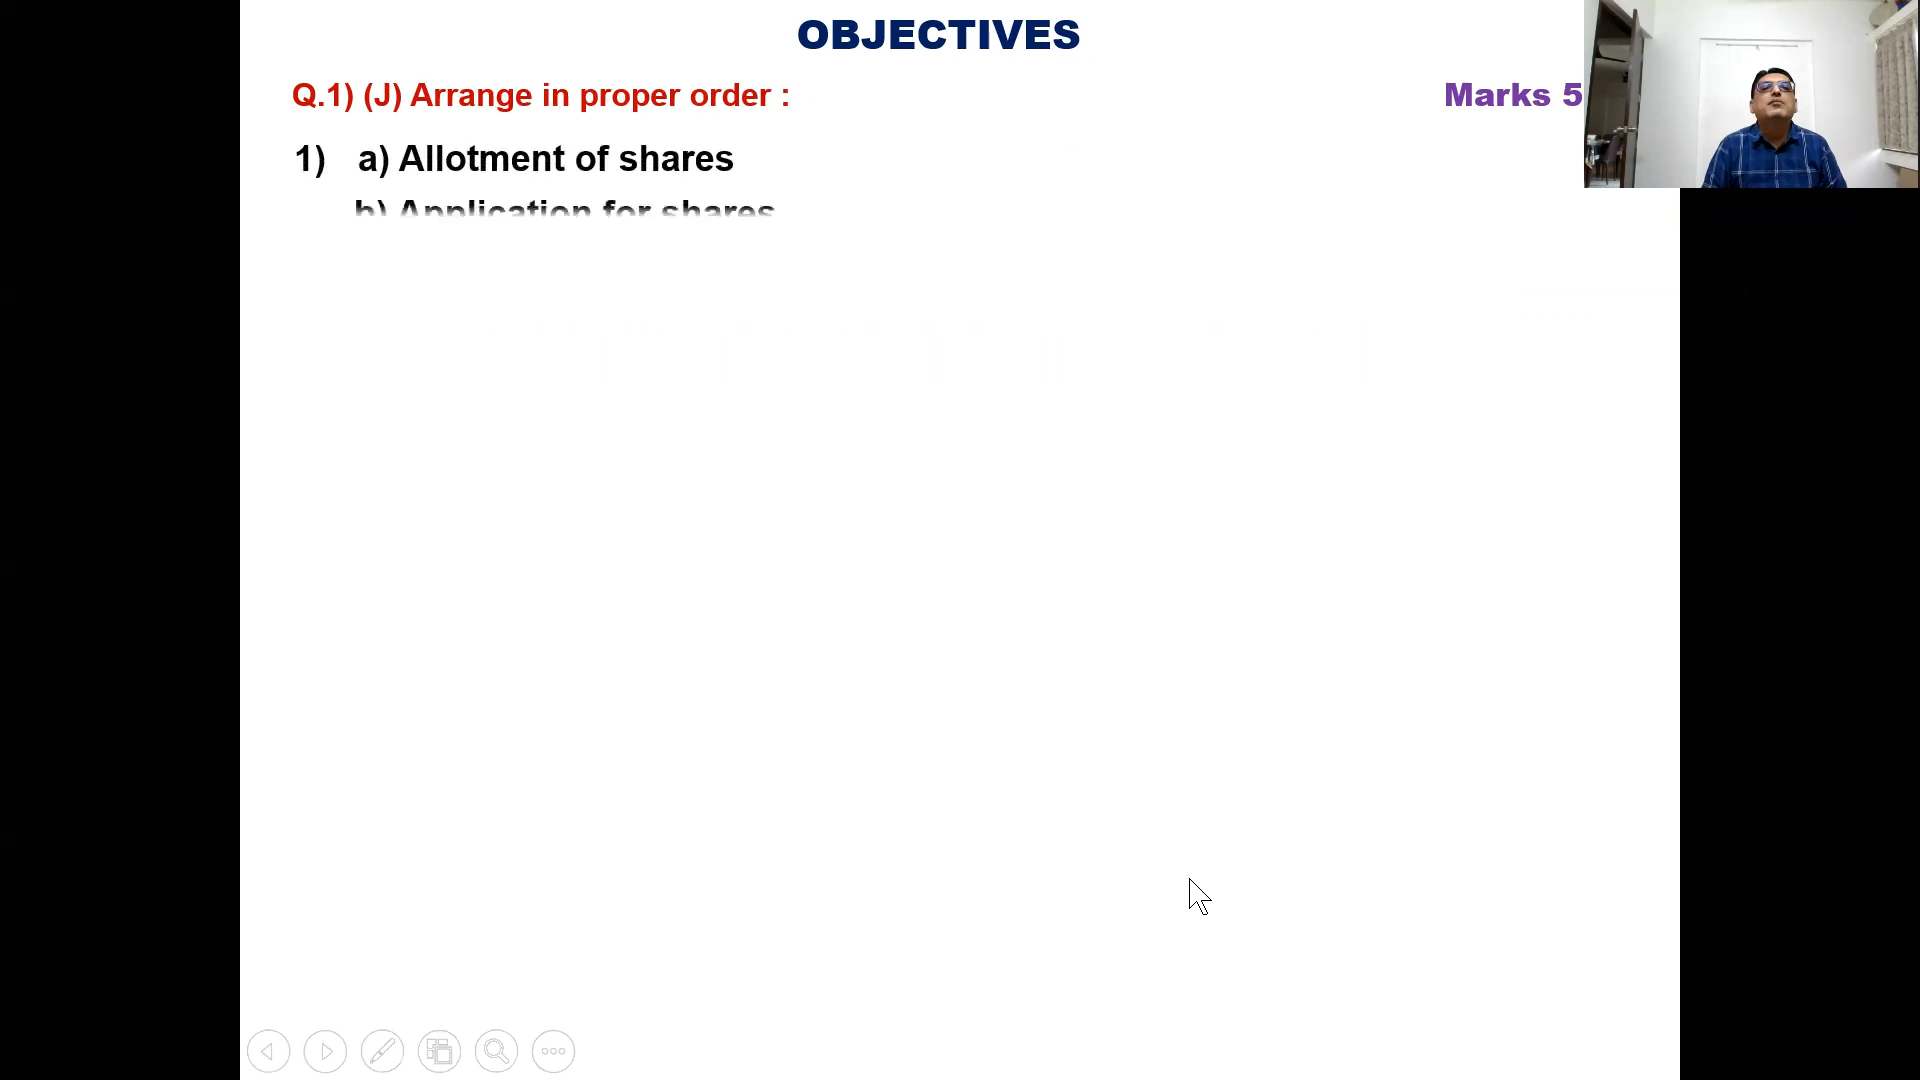 OBJECTIVES
Q.1) (J) Arrange in proper order :
Marks 5
1) a) Allotment of shares
b) Application for shares